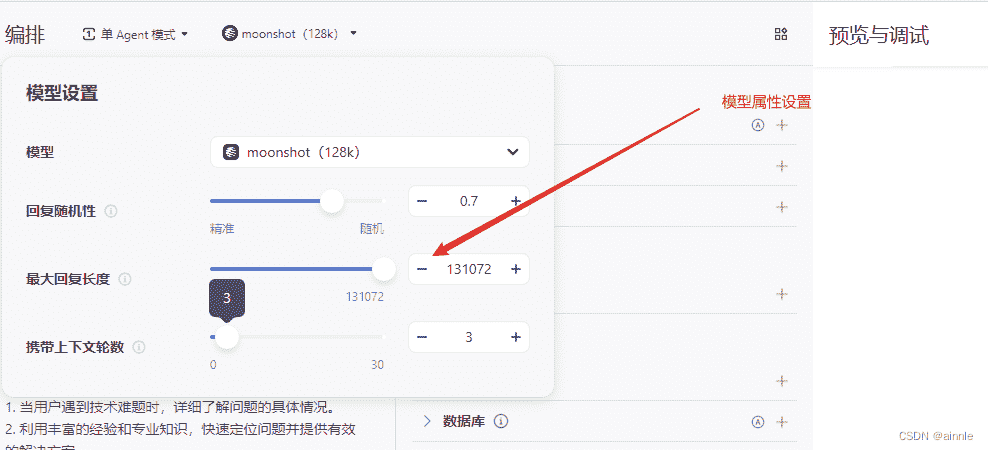 编排
单 Agent 模式
moonshot（128k）
预览与调试
模型设置
模型属性设置
模型
moonshot（128k）
回复随机性
0.7
精准
随机
最大回复长度
131072
131072
3
携带上下文轮数
3
0
30
1. 当用户遇到技术难题时，详细了解问题的具体情况。
2. 利用丰富的经验和专业知识，快速定位问题并提供有效
数据库
CSDN @ainnle